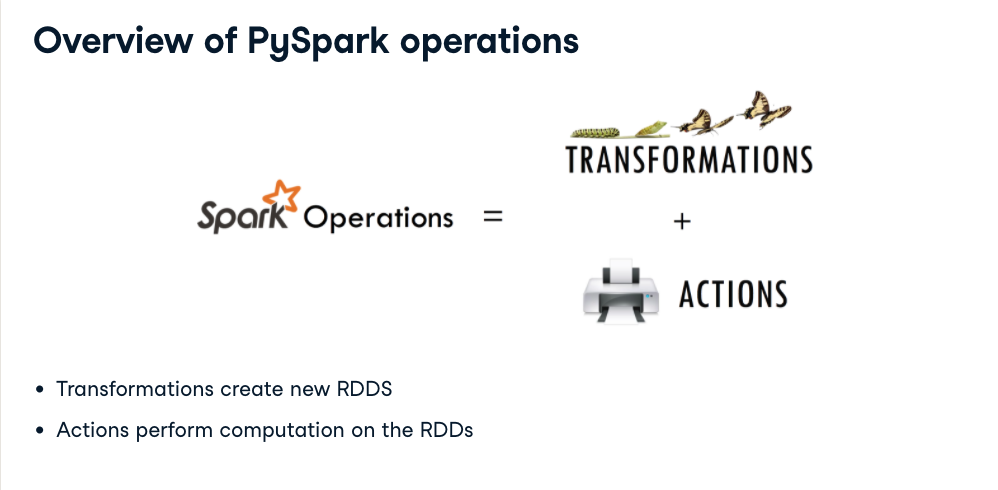 Overview of PySpark operations
TRANSFORMATIONS
Spark Operations =
+
ACTIONS
• Transformations create new RDDS
• Actions perform computation on the RDDs